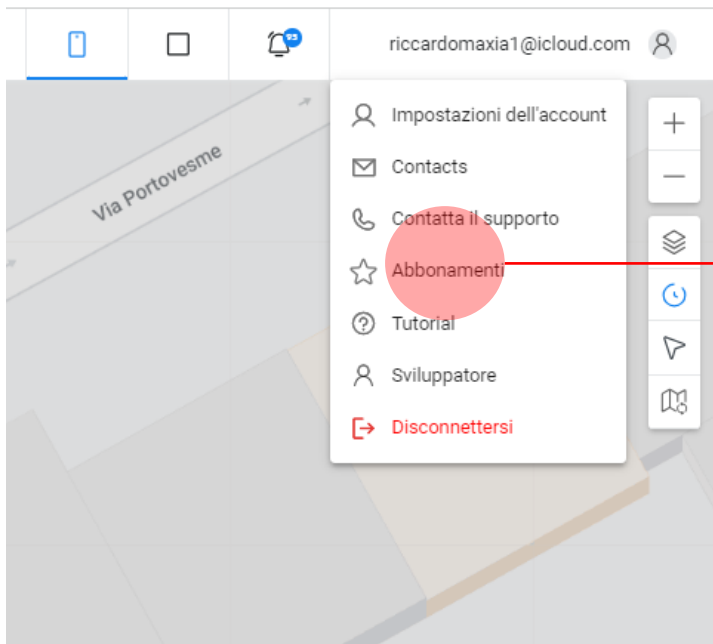 riccardomaxia1@icloud.com
Impostazioni dell'account
Contacts
Via Portovesme
Contatta il supporto
Abbonamenti
Tutorial
Sviluppatore
Disconnettersi